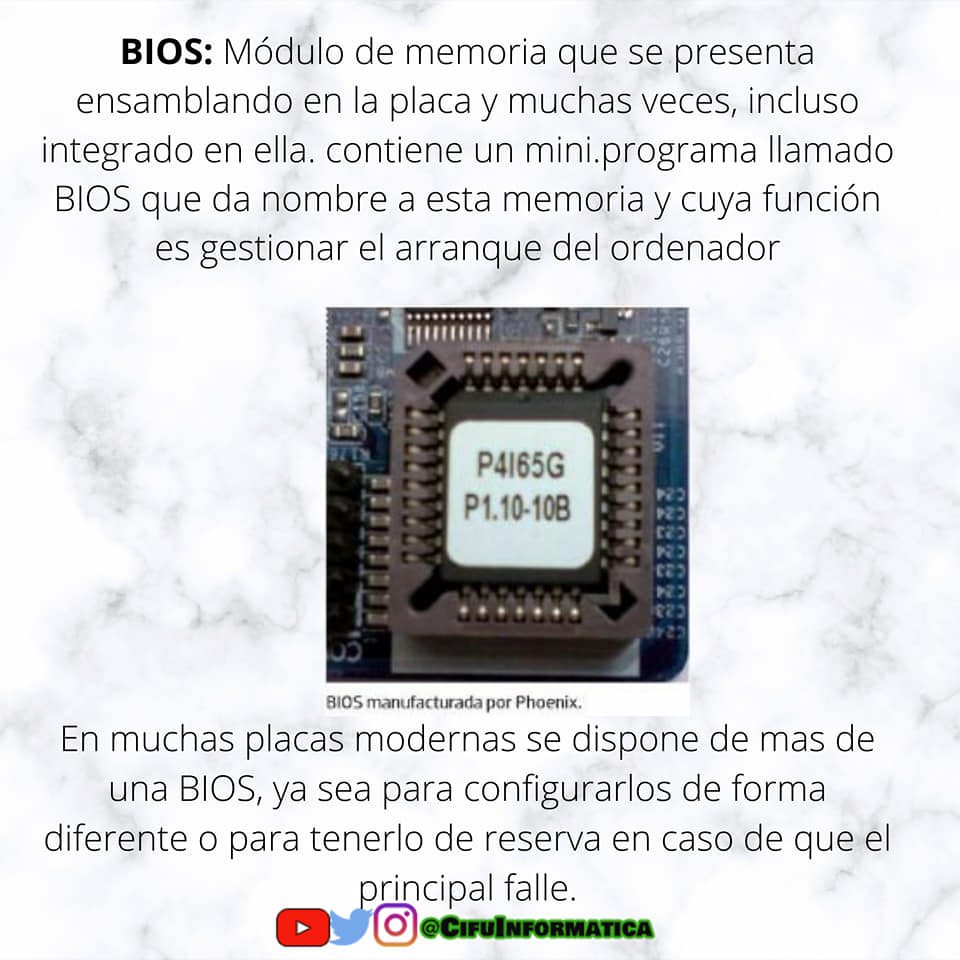 BIOS: Módulo de memoria que se presenta
ensamblando en la placa y muchas veces, incluso
integrado en ella. contiene un mini.programa llamado
BIOS que da nombre a esta memoria y cuya función
es gestionar el arranque del ordenador
P4I65G
P1.10-10B
BIOS manufacturada por Phoenix.
En muchas placas modernas se dispone de mas de
una BIOS, ya sea para configurarlos de forma
diferente o para tenerlo de reserva en caso de que el
principal falle.
@CifuInformatica